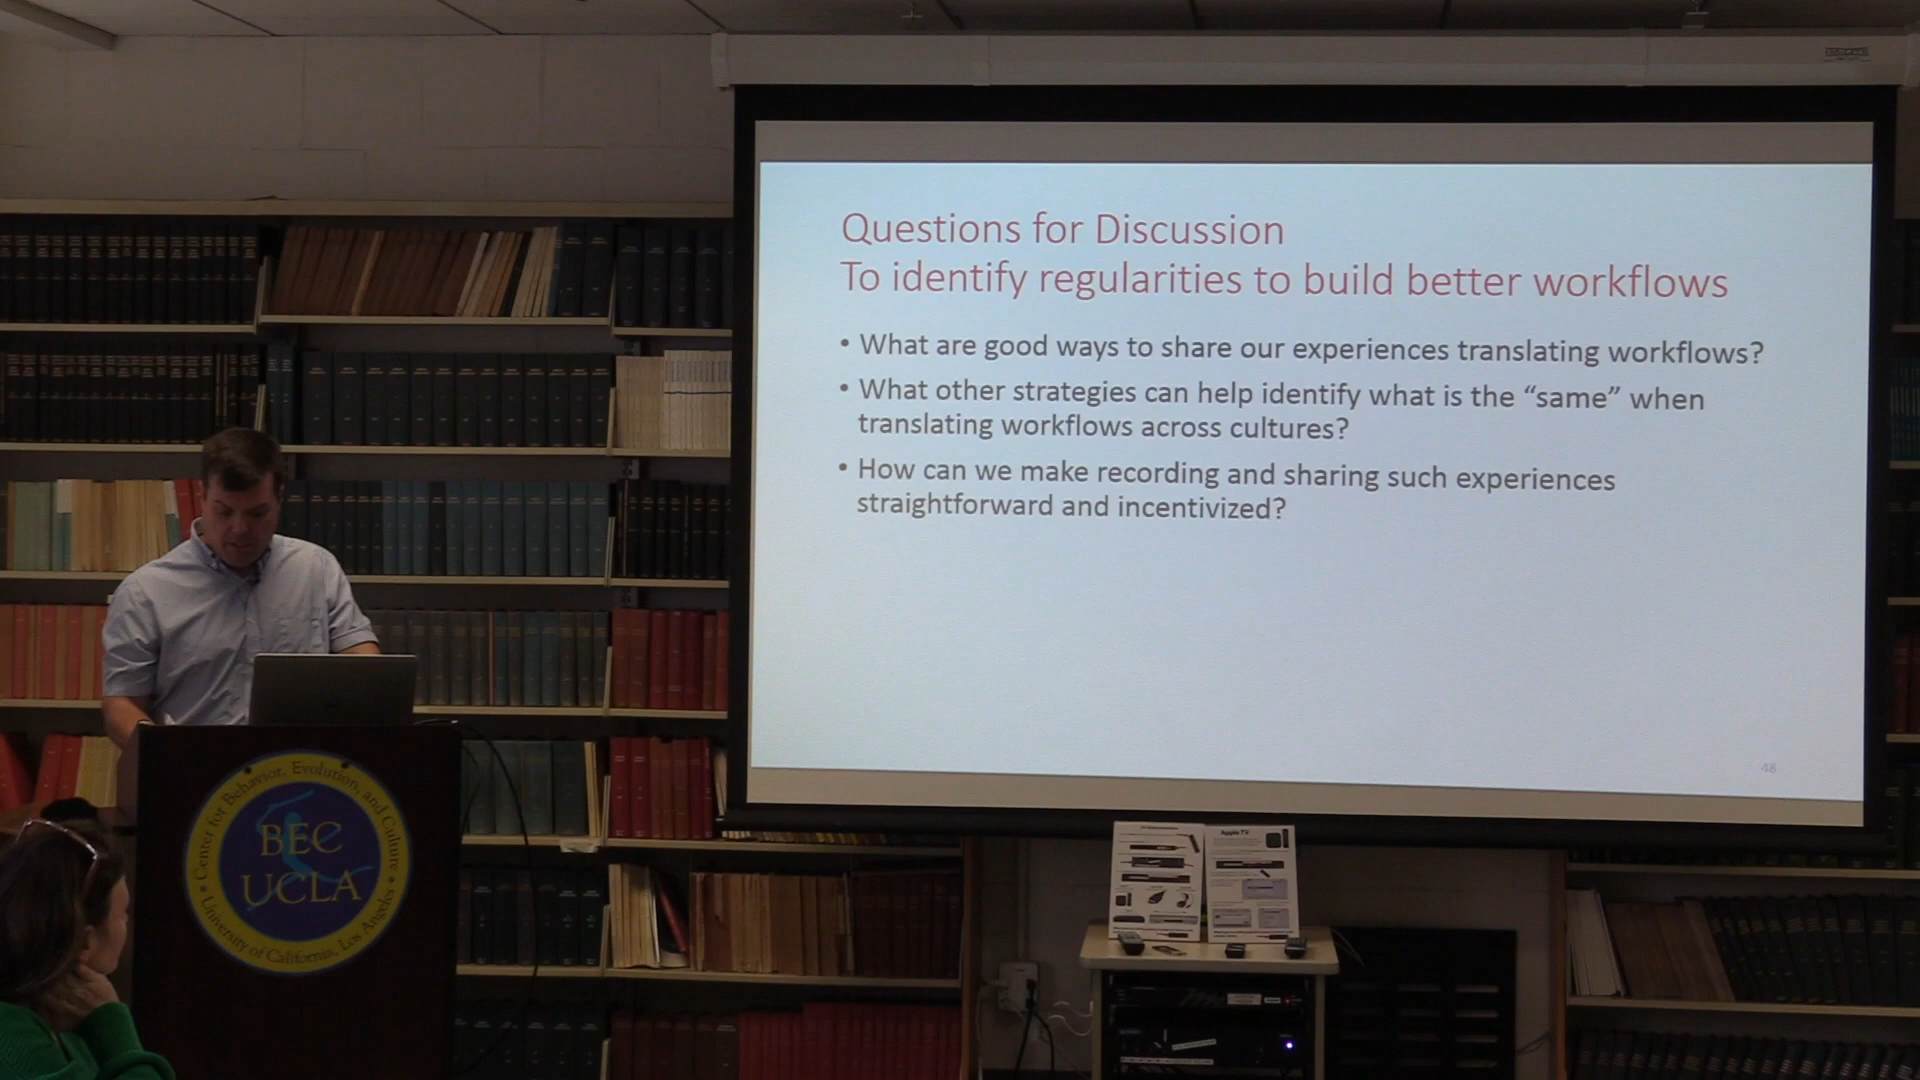 Questions for Discussion
To identify regularities to build better workflows
• What are good ways to share our experiences translating workflows?
• What other strategies can help identify what is the “same” when
translating workflows across cultures?
• How can we make recording and sharing such experiences
straightforward and incentivized?
48
Center for Behavior, Evolution, and Culture
BEC
UCLA
• University of California, Los Angeles •
Apple TV